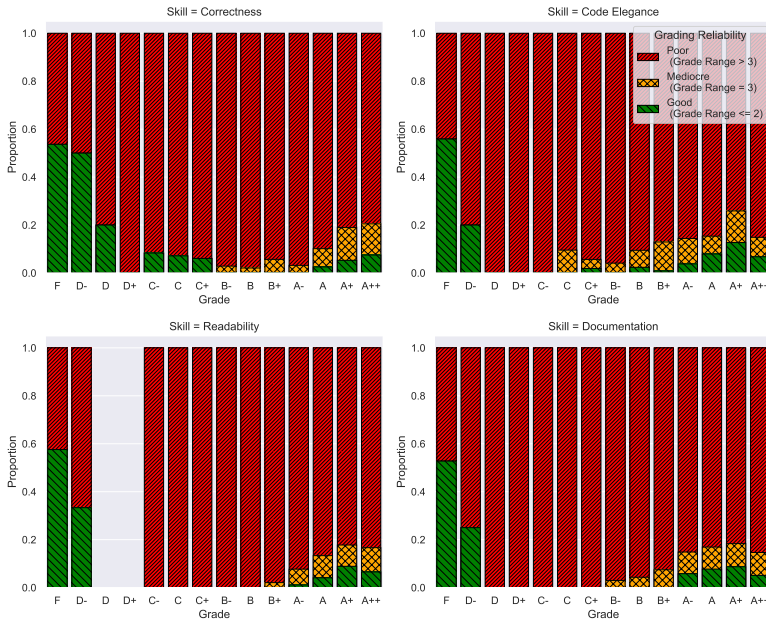 Skill = Correctness
1.0
0.8
0.6
0.4
0.2
0.0
Proportion
F D- D D+ C- C C+ B- B B+ A- A A+ A++
Grade
Skill = Code Elegance
Grading Reliability
Poor
(Grade Range > 3)
Mediocre
(Grade Range = 3)
Good
(Grade Range <= 2)
1.0
0.8
0.6
0.4
0.2
0.0
Proportion
F D- D D+ C- C C+ B- B B+ A- A A+ A++
Grade
Skill = Readability
1.0
0.8
0.6
0.4
0.2
0.0
Proportion
F D- D D+ C- C C+ B- B B+ A- A A+ A++
Grade
Skill = Documentation
1.0
0.8
0.6
0.4
0.2
0.0
Proportion
F D- D D+ C- C C+ B- B B+ A- A A+ A++
Grade